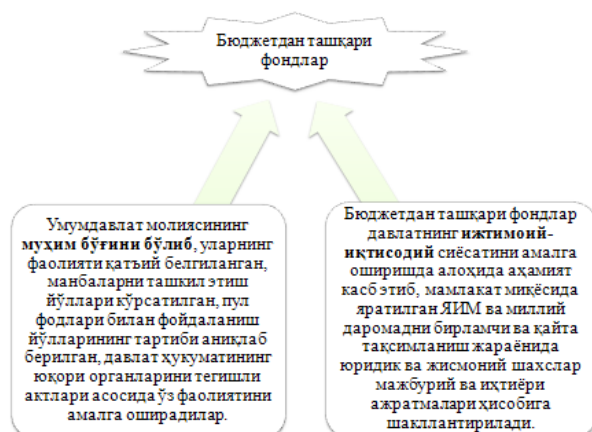 Бюджетдан ташқари
фондлар
Умумдавлат молиясининг
муҳим бўғини бўлиб, уларнинг
фаолияти қатъий белгиланган,
манбаларни ташкил этиш
йўллари кўрсатилган, пул
фодлари билан фойдаланиш
йўлларининг тартиби аниқлаб
берилган, давлат ҳукуматининг
юқори органларини тегишли
актлари асосида ўз фаолиятини
амалга оширадилар.
Бюджетдан ташқари фондлар
давлатнинг ижтимоий-
иқтисодий сиёсатини амалга
оширишда алоҳида аҳамият
касб этиб, мамлакат миқёсида
яратилган ЯИМ ва миллий
даромадни бирламчи ва қайта
тақсимланиш жараёнида
юридик ва жисмоний шахслар
мажбурий ва иҳтиёри
ажратмалари ҳисобига
шакллантирилади.